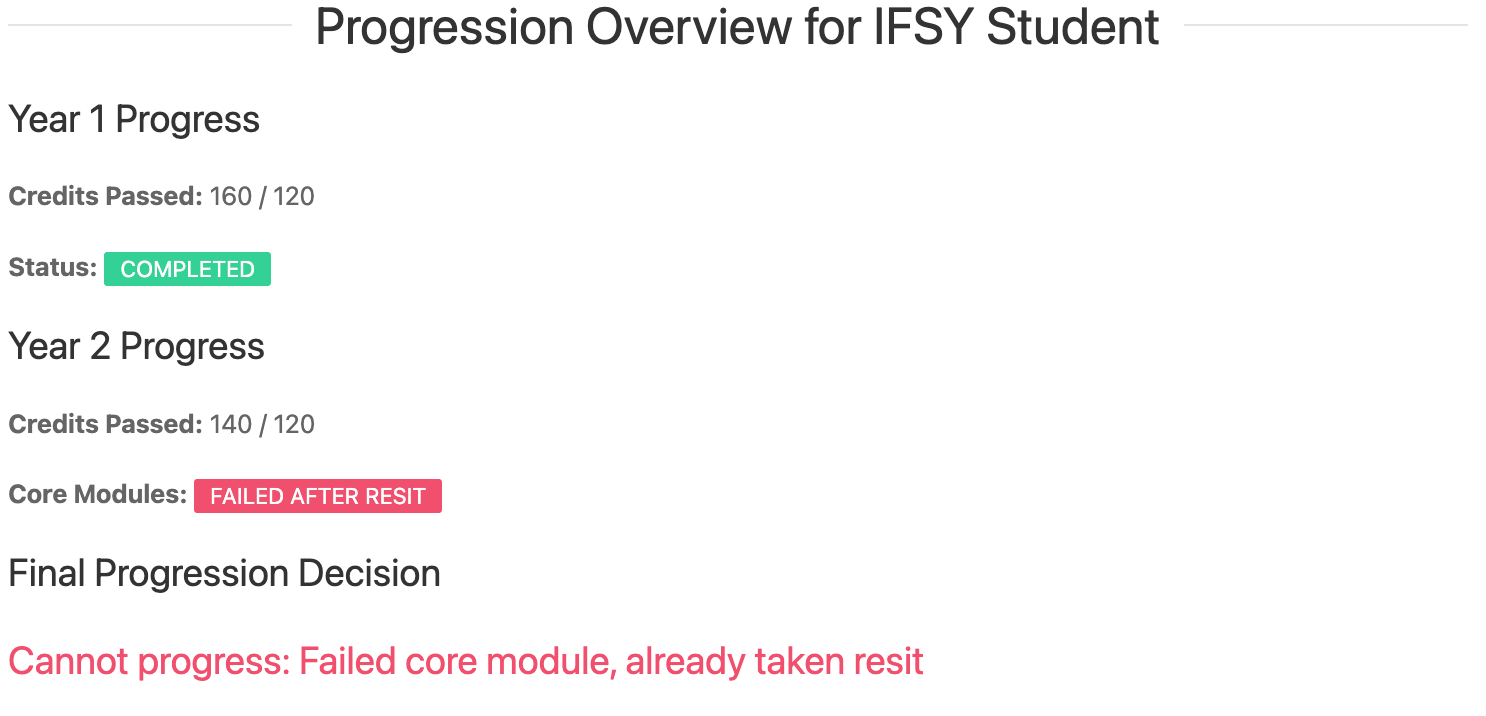 Progression Overview for IFSY Student
Year 1 Progress
Credits Passed: 160 / 120
Status: COMPLETED
Year 2 Progress
Credits Passed: 140 / 120
Core Modules: FAILED AFTER RESIT
Final Progression Decision
Cannot progress: Failed core module, already taken resit